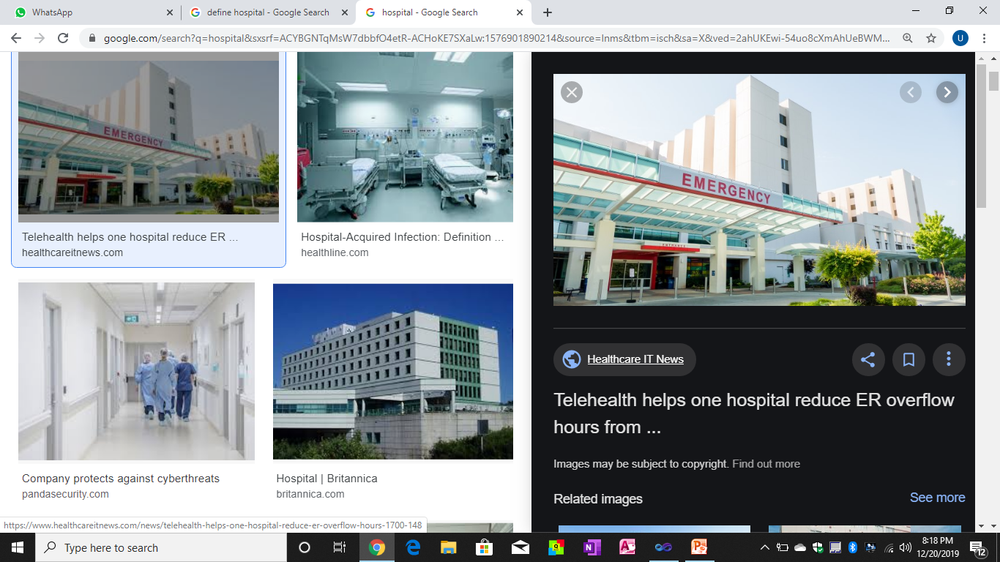 WhatsApp
define hospital - Google Search
hospital - Google Search
google.com/search?q=hospital&sxsrf=ACYBGNTqMsW7dbbfO4etR-ACHoKE7SXaLw:1576901890214&source=lnms&tbm=isch&sa=X&ved=2ahUKEwi-54uo8cXmAhUeBWM...
U
EMERGENCY
Telehealth helps one hospital reduce ER ...
healthcareitnews.com
Hospital-Acquired Infection: Definition ...
healthline.com
Company protects against cyberthreats
pandasecurity.com
Hospital | Britannica
britannica.com
EMERGENCY
ENTRANCE
Healthcare IT News
Telehealth helps one hospital reduce ER overflow
hours from ...
Images may be subject to copyright. Find out more
Related images
See more
https://www.healthcareitnews.com/news/telehealth-helps-one-hospital-reduce-er-overflow-hours-1700-148
Type here to search
8:18 PM
12/20/2019
12